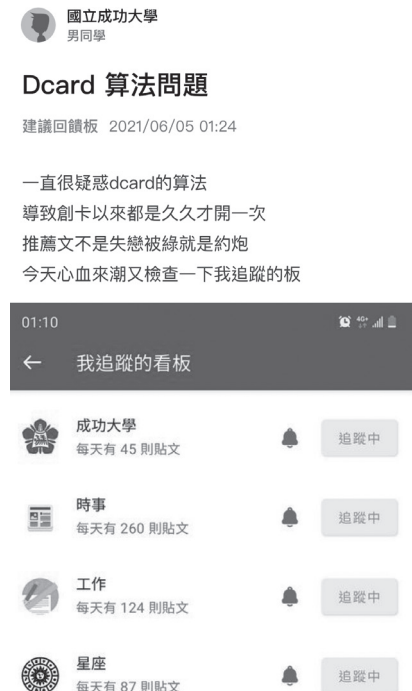 國立成功大學
男同學
Dcard 算法問題
建議回饋板 2021/06/05 01:24
一直很疑惑dcard的算法
導致創卡以來都是久久才開一次
推薦文不是失戀被綠就是約炮
今天心血來潮又檢查一下我追蹤的板
01:10
4G+
← 我追蹤的看板
成功大學
每天有 45 則貼文
追蹤中
時事
每天有 260 則貼文
追蹤中
工作
每天有 124 則貼文
追蹤中
星座
每天有 87 則貼文
追蹤中